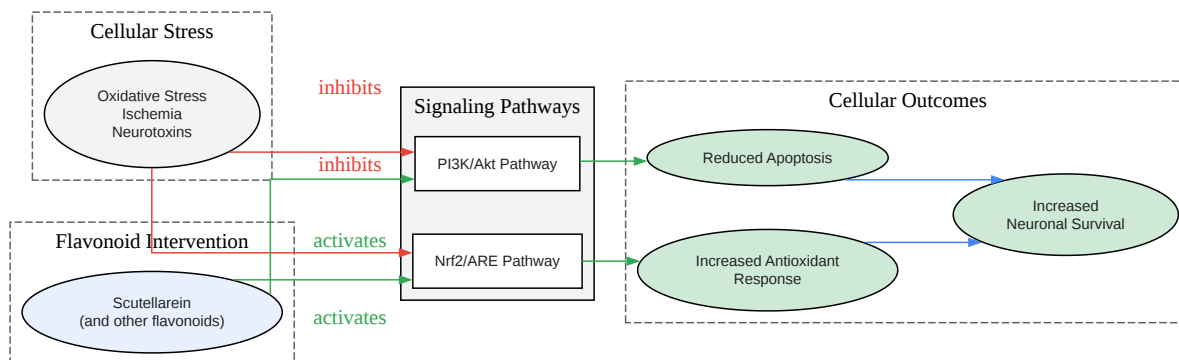 Cellular Stress
Oxidative Stress
Ischemia
Neurotoxins
Flavonoid Intervention
Scutellarein
(and other flavonoids)
inhibits
inhibits
activates
activates
Signaling Pathways
PI3K/Akt Pathway
Nrf2/ARE Pathway
Cellular Outcomes
Reduced Apoptosis
Increased Antioxidant
Response
Increased
Neuronal Survival